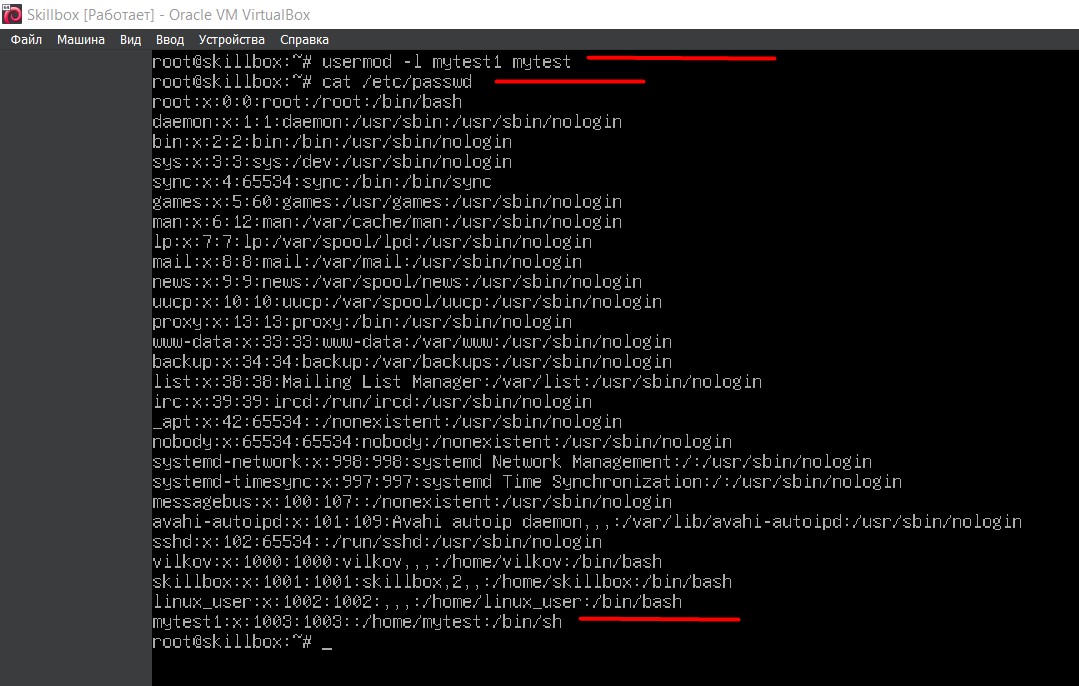 Skillbox [Работает] - Oracle VM VirtualBox
Файл Машина Вид Ввод Устройства Справка
root@skillbox:~# usermod -l mytest1 mytest
root@skillbox:~# cat /etc/passwd
root:x:0:0:root:/root:/bin/bash
daemon:x:1:1:daemon:/usr/sbin:/usr/sbin/nologin
bin:x:2:2:bin:/bin:/usr/sbin/nologin
sys:x:3:3:sys:/dev:/usr/sbin/nologin
sync:x:4:65534:sync:/bin:/bin/sync
games:x:5:60:games:/usr/games:/usr/sbin/nologin
man:x:6:12:man:/var/cache/man:/usr/sbin/nologin
lp:x:7:7:lp:/var/spool/lpd:/usr/sbin/nologin
mail:x:8:8:mail:/var/mail:/usr/sbin/nologin
news:x:9:9:news:/var/spool/news:/usr/sbin/nologin
uucp:x:10:10:uucp:/var/spool/uucp:/usr/sbin/nologin
proxy:x:13:13:proxy:/bin:/usr/sbin/nologin
www-data:x:33:33:www-data:/var/www:/usr/sbin/nologin
backup:x:34:34:backup:/var/backups:/usr/sbin/nologin
list:x:38:38:Mailing List Manager:/var/list:/usr/sbin/nologin
irc:x:39:39:ircd:/run/ircd:/usr/sbin/nologin
_apt:x:42:65534::/nonexistent:/usr/sbin/nologin
nobody:x:65534:65534:nobody:/nonexistent:/usr/sbin/nologin
systemd-network:x:998:998:systemd Network Management:/:/usr/sbin/nologin
systemd-timesync:x:997:997:systemd Time Synchronization:/:/usr/sbin/nologin
messagebus:x:100:107::/nonexistent:/usr/sbin/nologin
avahi-autoipd:x:101:109:Avahi autoip daemon,,,:/var/lib/avahi-autoipd:/usr/sbin/nologin
sshd:x:102:65534::/run/sshd:/usr/sbin/nologin
vilkov:x:1000:1000:vilkov,,,:/home/vilkov:/bin/bash
skillbox:x:1001:1001:skillbox,2,,:/home/skillbox:/bin/bash
linux_user:x:1002:1002:,,,:/home/linux_user:/bin/bash
mytest1:x:1003:1003::/home/mytest:/bin/sh
root@skillbox:~# _